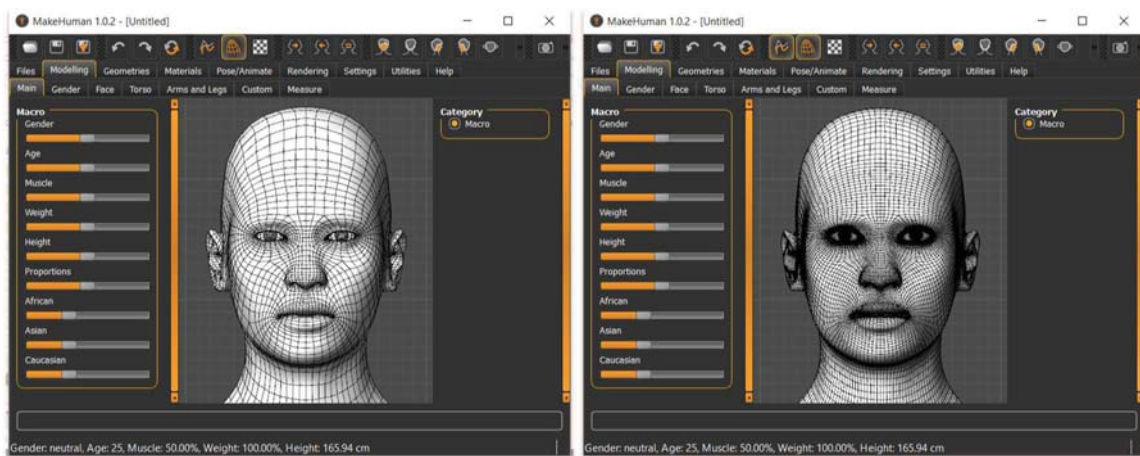 MakeHuman 1.0.2 - [Untitled]
Files Modelling Geometries Materials Pose/Animate Rendering Settings Utilities Help
Main Gender Face Torso Arms and Legs Custom Measure
Macro
Gender
Age
Muscle
Weight
Height
Proportions
African
Asian
Caucasian
Category
Macro
Gender: neutral, Age: 25, Muscle: 50.00%, Weight: 100.00%, Height: 165.94 cm
MakeHuman 1.0.2 - [Untitled]
Files Modelling Geometries Materials Pose/Animate Rendering Settings Utilities Help
Main Gender Face Torso Arms and Legs Custom Measure
Macro
Gender
Age
Muscle
Weight
Height
Proportions
African
Asian
Caucasian
Category
Macro
Gender: neutral, Age: 25, Muscle: 50.00%, Weight: 100.00%, Height: 165.94 cm